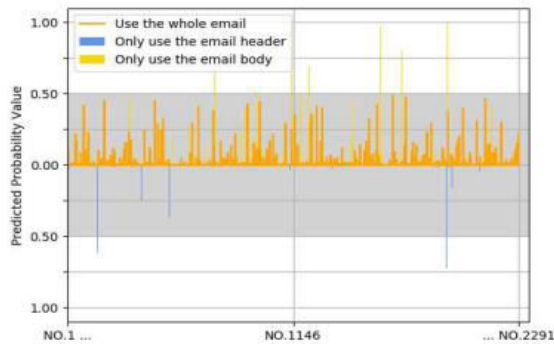 1.00
Use the whole email
Only use the email header
Only use the email body
0.50
0.00
0.50
1.00
Predicted Probability Value
NO.1 ...
NO.1146
... NO.2291